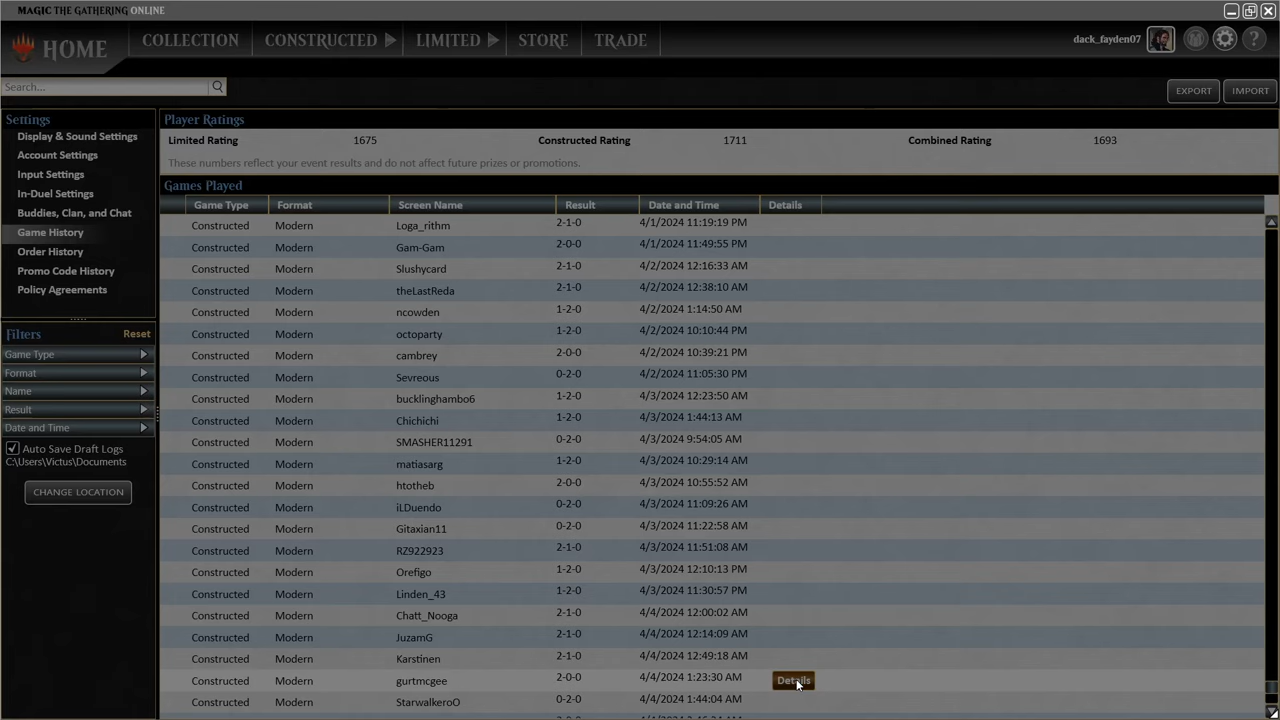 MAGIC THE GATHERING ONLINE
HOME COLLECTION CONSTRUCTED LIMITED STORE TRADE dack_fayden07 ?
Search... EXPORT IMPORT
Settings
Display & Sound Settings
Account Settings
Input Settings
In-Duel Settings
Buddies, Clan, and Chat
Game History
Order History
Promo Code History
Policy Agreements
Filters Reset
Game Type
Format
Name
Result
Date and Time
Auto Save Draft Logs
C:\Users\Victus\Documents
CHANGE LOCATION
Player Ratings
Limited Rating 1675 Constructed Rating 1711 Combined Rating 1693
These numbers reflect your event results and do not affect future prizes or promotions.
Games Played
Game Type Format Screen Name Result Date and Time Details
Constructed Modern Loga_rithm 2-1-0 4/1/2024 11:19:19 PM
Constructed Modern Gam-Gam 2-0-0 4/1/2024 11:49:55 PM
Constructed Modern Slushycard 2-1-0 4/2/2024 12:16:33 AM
Constructed Modern theLastReda 2-1-0 4/2/2024 12:38:10 AM
Constructed Modern ncowden 1-2-0 4/2/2024 1:14:50 AM
Constructed Modern octoparty 1-2-0 4/2/2024 10:10:44 PM
Constructed Modern cambrey 2-0-0 4/2/2024 10:39:21 PM
Constructed Modern Sevreous 0-2-0 4/2/2024 11:05:30 PM
Constructed Modern bucklinghambo6 1-2-0 4/3/2024 12:23:50 AM
Constructed Modern Chichichi 1-2-0 4/3/2024 1:44:13 AM
Constructed Modern SMASHER11291 0-2-0 4/3/2024 9:54:05 AM
Constructed Modern matiasarg 1-2-0 4/3/2024 10:29:14 AM
Constructed Modern htotheb 2-0-0 4/3/2024 10:55:52 AM
Constructed Modern iLDuendo 0-2-0 4/3/2024 11:09:26 AM
Constructed Modern Gitaxian11 0-2-0 4/3/2024 11:22:58 AM
Constructed Modern RZ922923 2-1-0 4/3/2024 11:51:08 AM
Constructed Modern Orefigo 1-2-0 4/3/2024 12:10:13 PM
Constructed Modern Linden_43 1-2-0 4/3/2024 11:30:57 PM
Constructed Modern Chatt_Nooga 2-1-0 4/4/2024 12:00:02 AM
Constructed Modern JuzamG 2-1-0 4/4/2024 12:14:09 AM
Constructed Modern Karstinen 2-1-0 4/4/2024 12:49:18 AM
Constructed Modern gurtmcgee 2-0-0 4/4/2024 1:23:30 AM Details
Constructed Modern StarwalkeroO 0-2-0 4/4/2024 1:44:04 AM